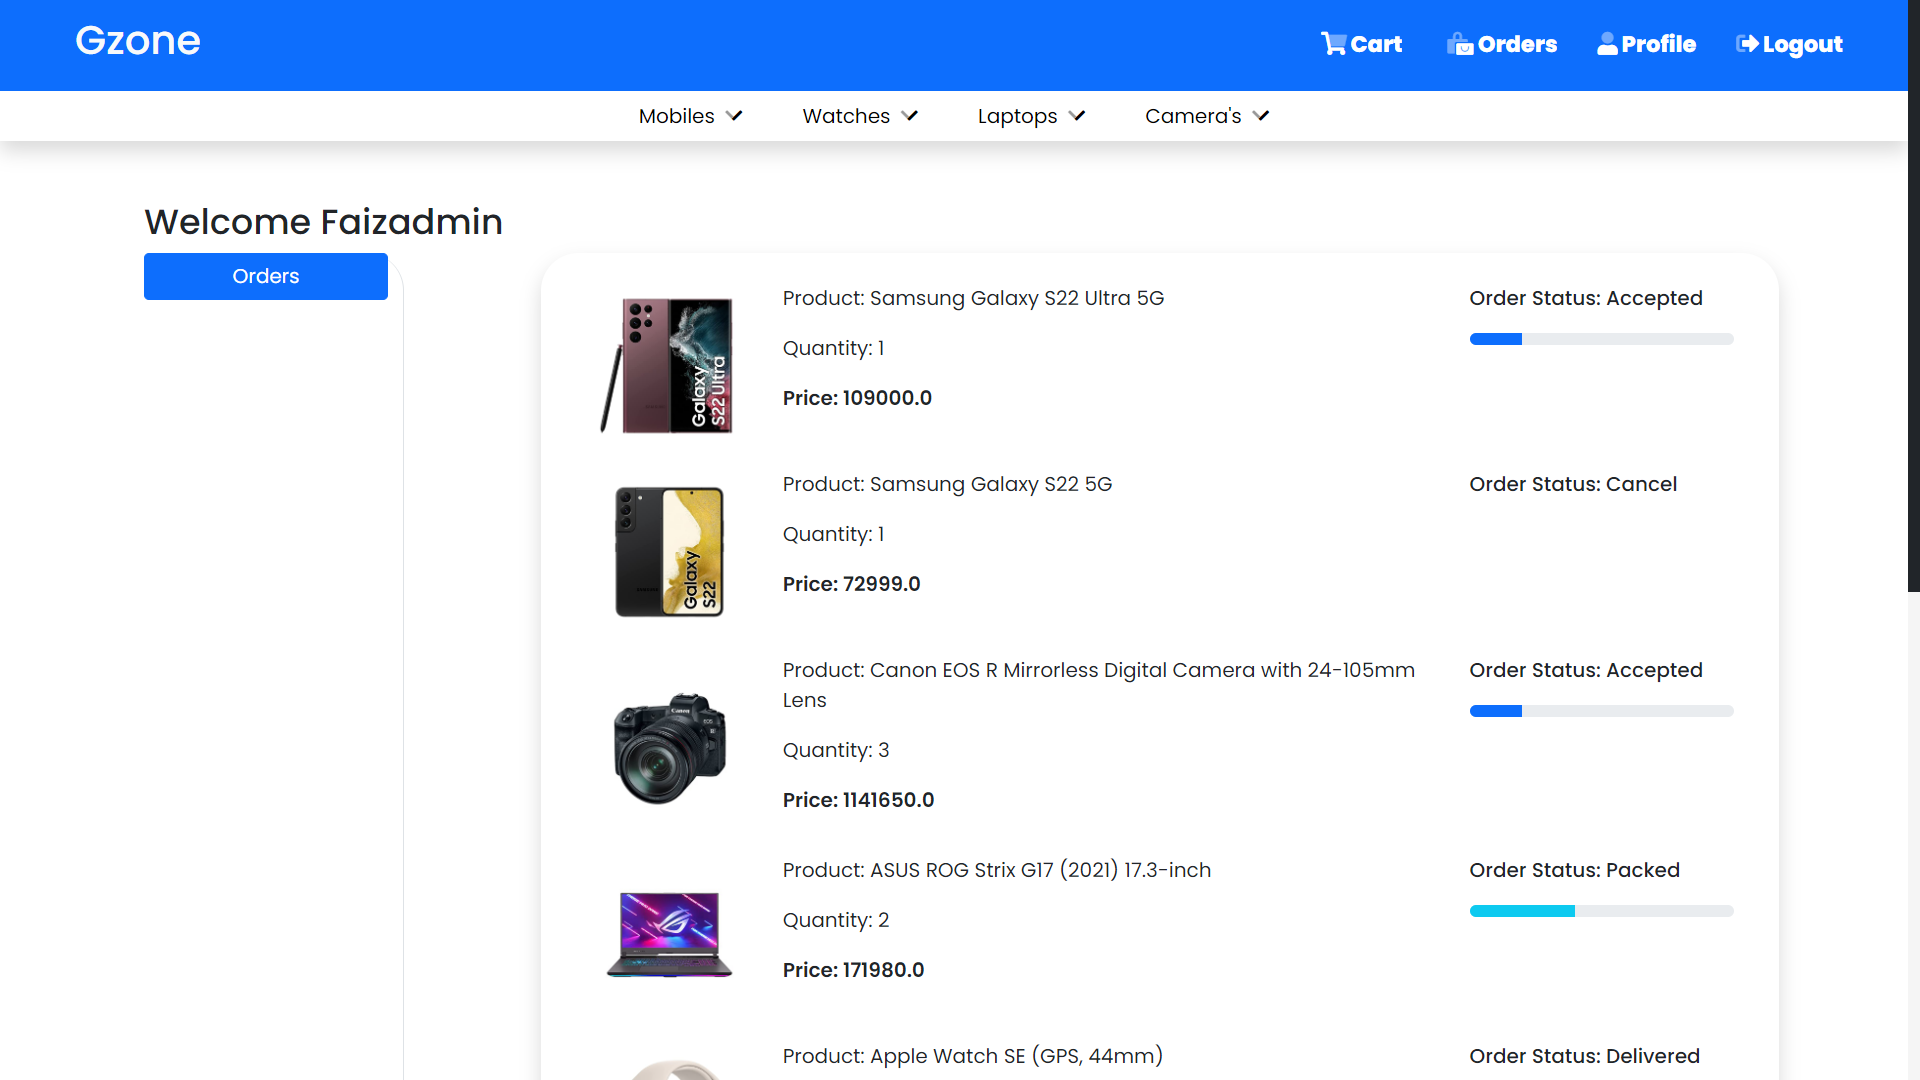 Gzone
Cart
Orders
Profile
Logout
Mobiles
Watches
Laptops
Camera's
Welcome Faizadmin
Orders
Galaxy
S22 Ultra
Product: Samsung Galaxy S22 Ultra 5G
Quantity: 1
Price: 109000.0
Order Status: Accepted
Galaxy
S22
Product: Samsung Galaxy S22 5G
Quantity: 1
Price: 72999.0
Order Status: Cancel
Canon
EOS
R
Product: Canon EOS R Mirrorless Digital Camera with 24-105mm
Lens
Quantity: 3
Price: 1141650.0
Order Status: Accepted
Product: ASUS ROG Strix G17 (2021) 17.3-inch
Quantity: 2
Price: 171980.0
Order Status: Packed
Product: Apple Watch SE (GPS, 44mm)
Order Status: Delivered